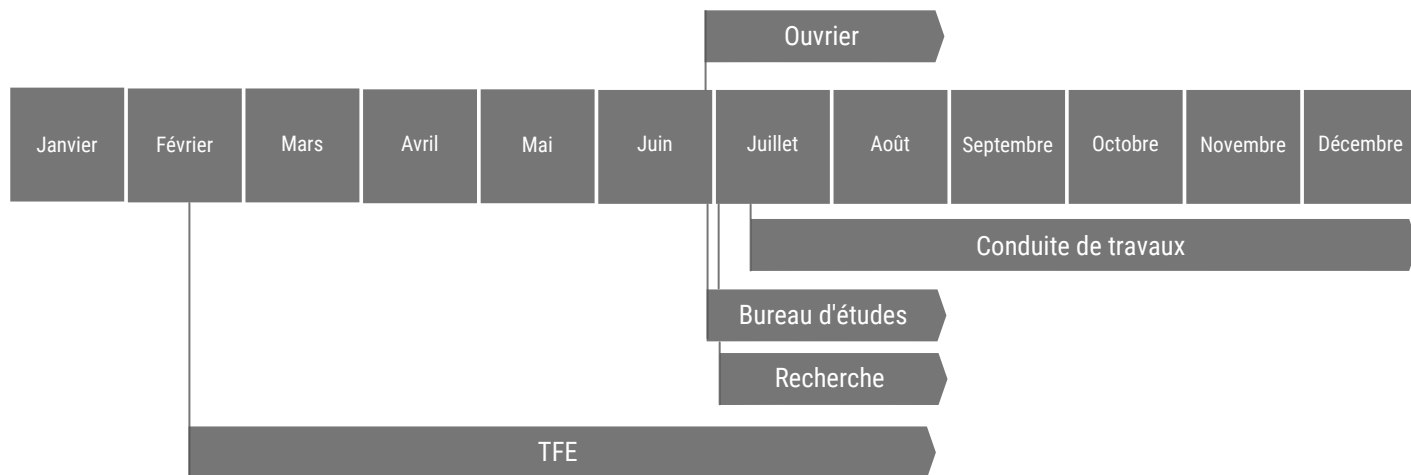 Ouvrier
Janvier
Février
Mars
Avril
Mai
Juin
Juillet
Août
Septembre
Octobre
Novembre
Décembre
Conduite de travaux
Bureau d'études
Recherche
TFE